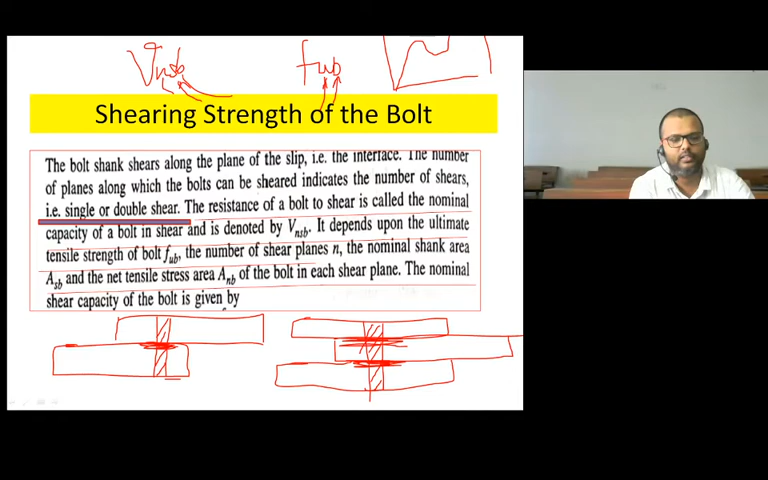 Vnsb fub
Shearing Strength of the Bolt
The bolt shank shears along the plane of the slip, i.e. the interface. The number
of planes along which the bolts can be sheared indicates the number of shears,
i.e. single or double shear. The resistance of a bolt to shear is called the nominal
capacity of a bolt in shear and is denoted by Vnsb. It depends upon the ultimate
tensile strength of bolt fub, the number of shear planes n, the nominal shank area
Asb and the net tensile stress area Anb of the bolt in each shear plane. The nominal
shear capacity of the bolt is given by